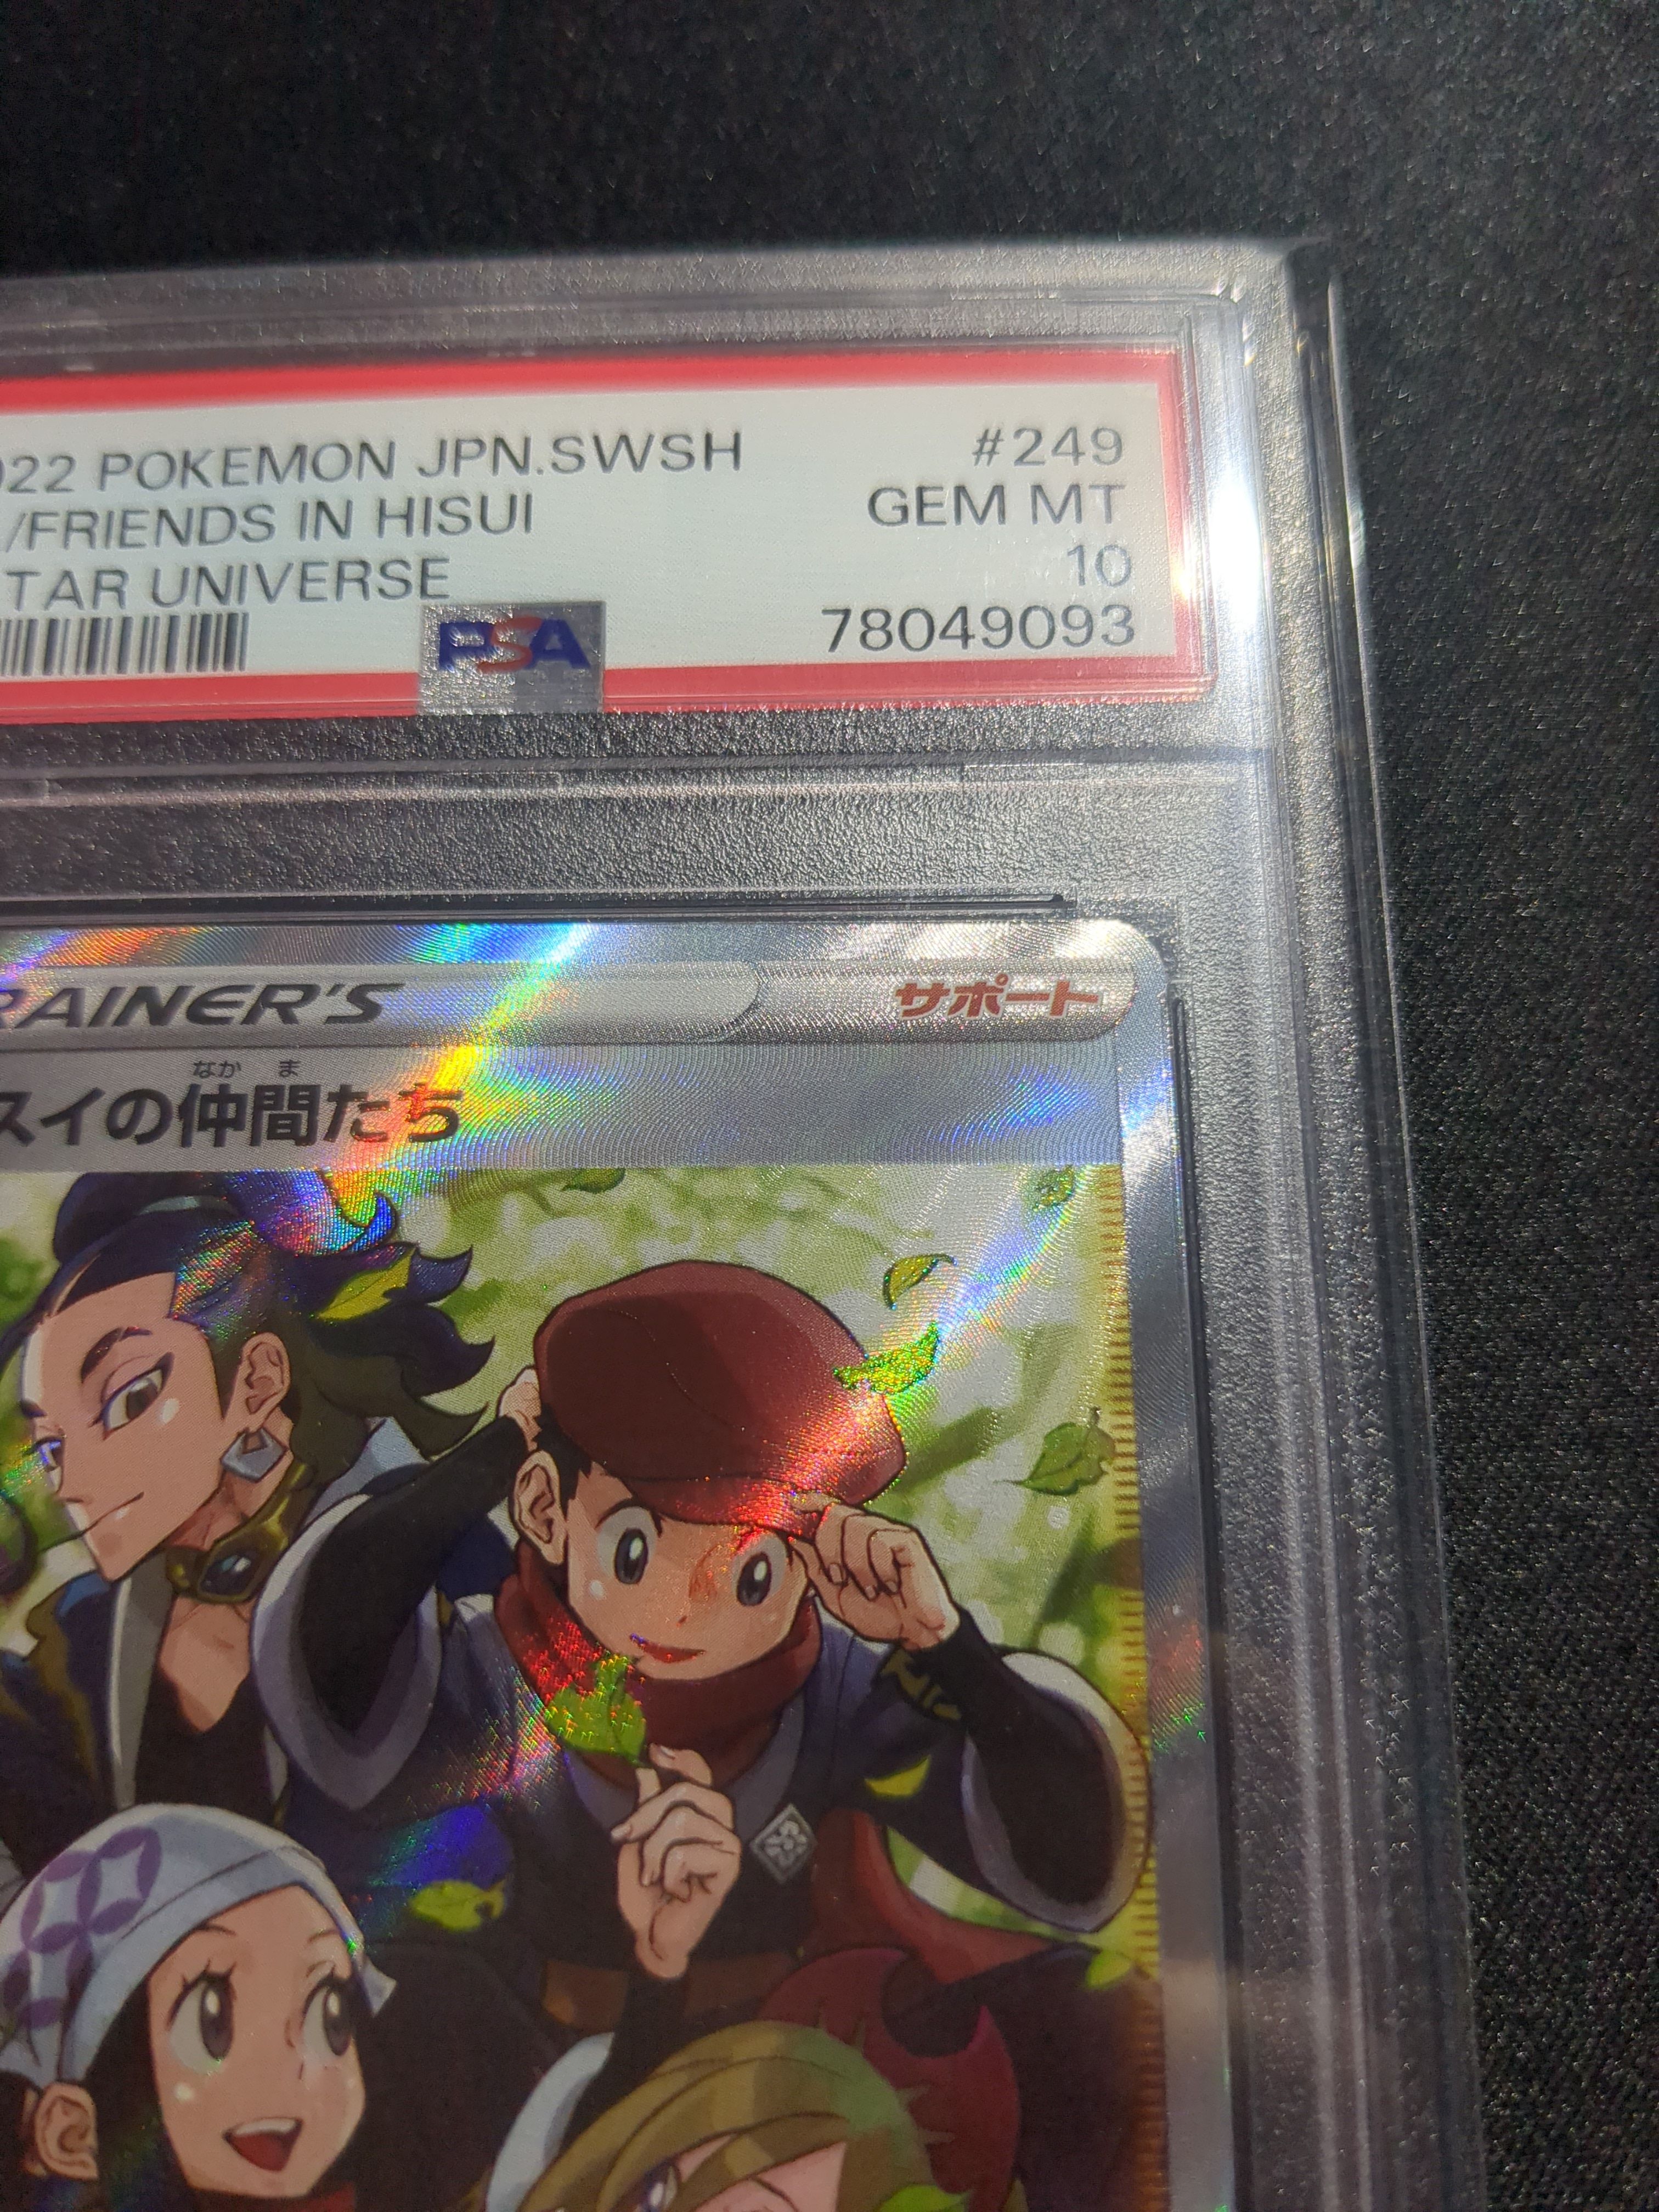 022 POKEMON JPN.SWSH #249
/FRIENDS IN HISUI GEM MT
TAR UNIVERSE 10
PSA 78049093
RAINER'S サポート
なか ま
スイの仲間たち